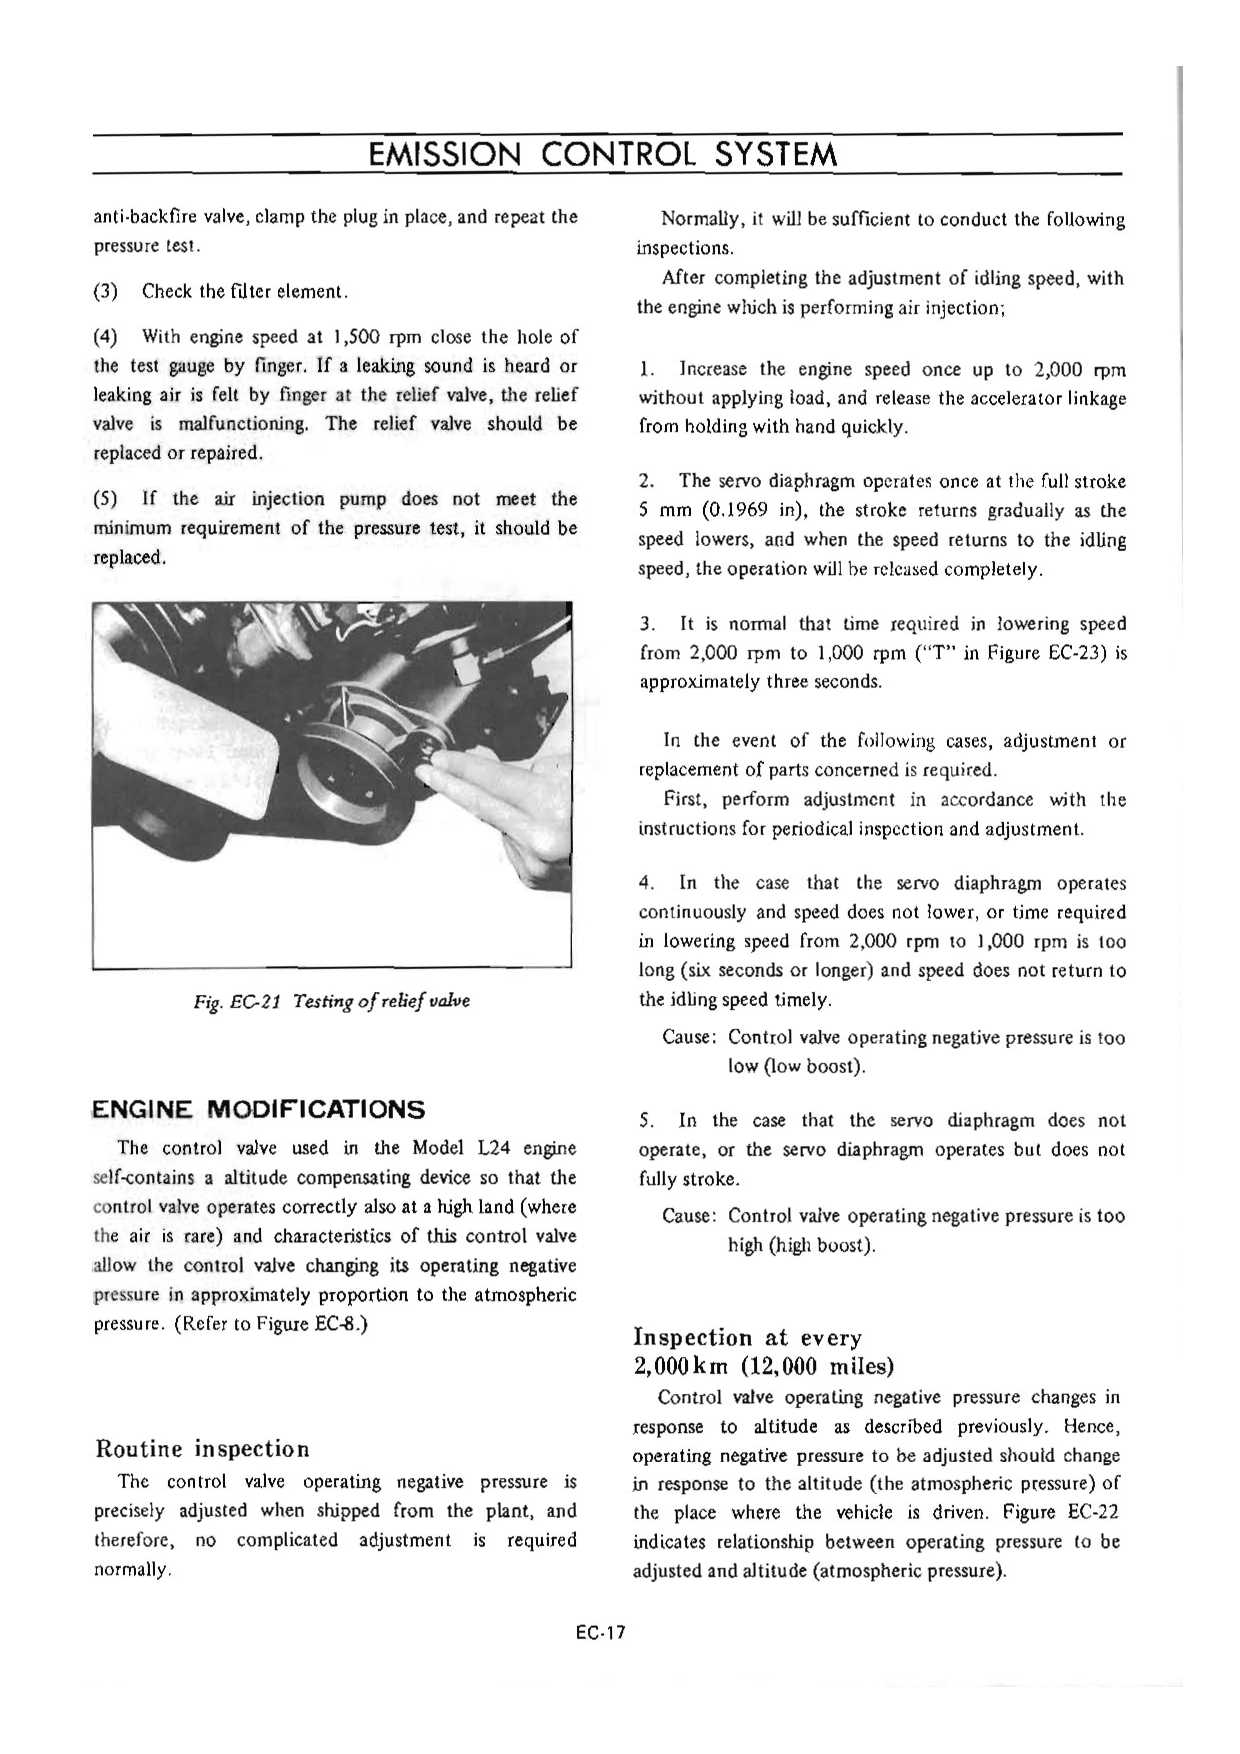 EMISSION CONTROL SYSTEM
anti-backfire valve, clamp the plug in place, and repeat the
pressure test.
(3) Check the filter element.
(4) With engine speed at 1,500 rpm close the hole of
the test gauge by finger. If a leaking sound is heard or
leaking air is felt by finger at the relief valve, the relief
valve is malfunctioning. The relief valve should be
replaced or repaired.
(5) If the air injection pump does not meet the
minimum requirement of the pressure test, it should be
replaced.
Fig. EC-21 Testing of relief valve
ENGINE MODIFICATIONS
The control valve used in the Model L24 engine
self-contains a altitude compensating device so that the
control valve operates correctly also at a high land (where
the air is rare) and characteristics of this control valve
allow the control valve changing its operating negative
pressure in approximately proportion to the atmospheric
pressure. (Refer to Figure EC-8.)
Routine inspection
The control valve operating negative pressure is
precisely adjusted when shipped from the plant, and
therefore, no complicated adjustment is required
normally.
Normally, it will be sufficient to conduct the following
inspections.
After completing the adjustment of idling speed, with
the engine which is performing air injection;
1. Increase the engine speed once up to 2,000 rpm
without applying load, and release the accelerator linkage
from holding with hand quickly.
2. The servo diaphragm operates once at the full stroke
5 mm (0.1969 in), the stroke returns gradually as the
speed lowers, and when the speed returns to the idling
speed, the operation will be released completely.
3. It is normal that time required in lowering speed
from 2,000 rpm to 1,000 rpm ("T" in Figure EC-23) is
approximately three seconds.
In the event of the following cases, adjustment or
replacement of parts concerned is required.
First, perform adjustment in accordance with the
instructions for periodical inspection and adjustment.
4. In the case that the servo diaphragm operates
continuously and speed does not lower, or time required
in lowering speed from 2,000 rpm to 1,000 rpm is too
long (six seconds or longer) and speed does not return to
the idling speed timely.
Cause: Control valve operating negative pressure is too
low (low boost).
5. In the case that the servo diaphragm does not
operate, or the servo diaphragm operates but does not
fully stroke.
Cause: Control valve operating negative pressure is too
high (high boost).
Inspection at every
2,000km (12,000 miles)
Control valve operating negative pressure changes in
response to altitude as described previously. Hence,
operating negative pressure to be adjusted should change
in response to the altitude (the atmospheric pressure) of
the place where the vehicle is driven. Figure EC-22
indicates relationship between operating pressure to be
adjusted and altitude (atmospheric pressure).
EC-17